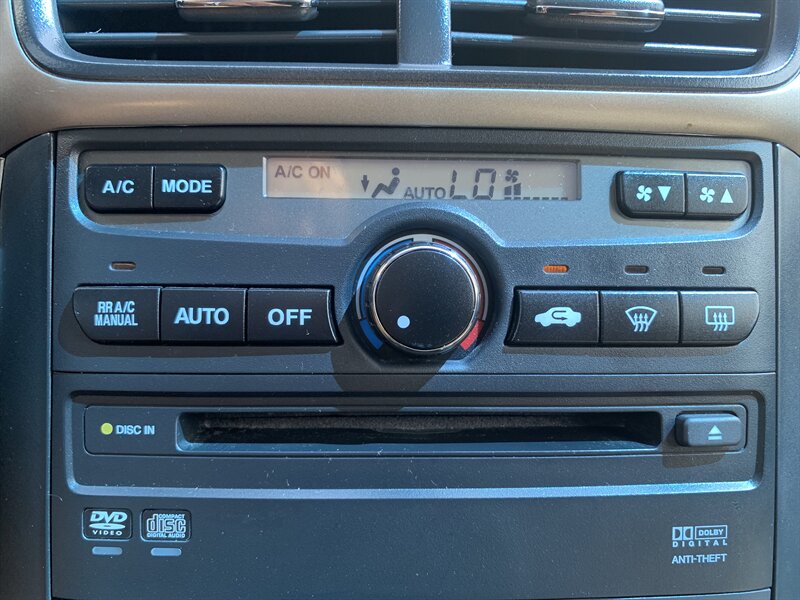 A/C
MODE
A/C ON
AUTO LO
RR A/C
MANUAL
AUTO
OFF
DISC IN
DVD
VIDEO
COMPACT
disc
DIGITAL AUDIO
DOLBY
DIGITAL
ANTI-THEFT